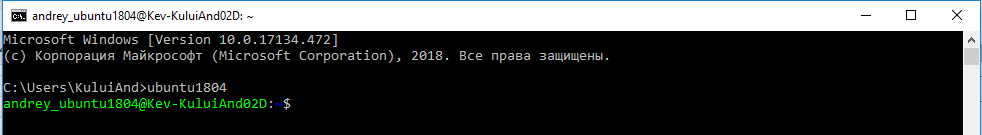 andrey_ubuntu1804@Kev-KuluiAnd02D: ~
Microsoft Windows [Version 10.0.17134.472]
(c) Корпорация Майкрософт (Microsoft Corporation), 2018. Все права защищены.
C:\Users\KuluiAnd>ubuntu1804
andrey_ubuntu1804@Kev-KuluiAnd02D:~$